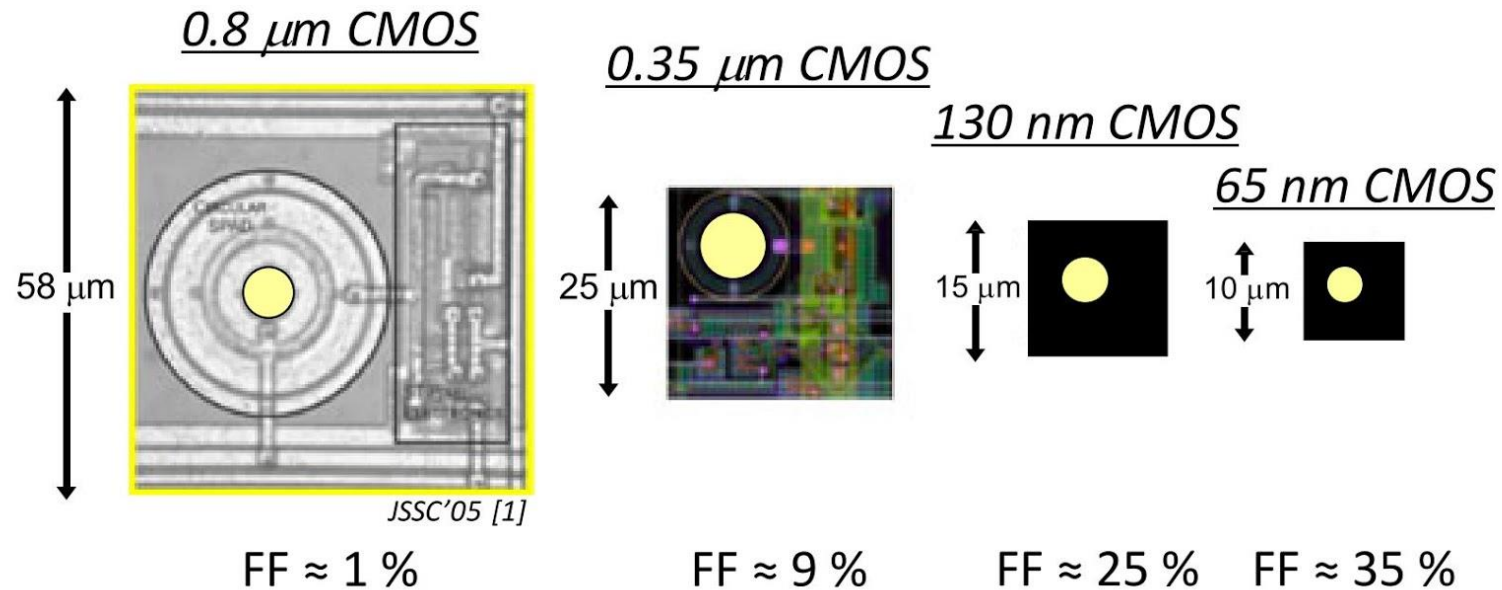 0.8 µm CMOS
0.35 µm CMOS
130 nm CMOS
65 nm CMOS
CIRCULAR
SPAD
58 µm
25 µm
15 µm
10 µm
JSSC'05 [1]
FF ≈ 1 %
FF ≈ 9 %
FF ≈ 25 %
FF ≈ 35 %